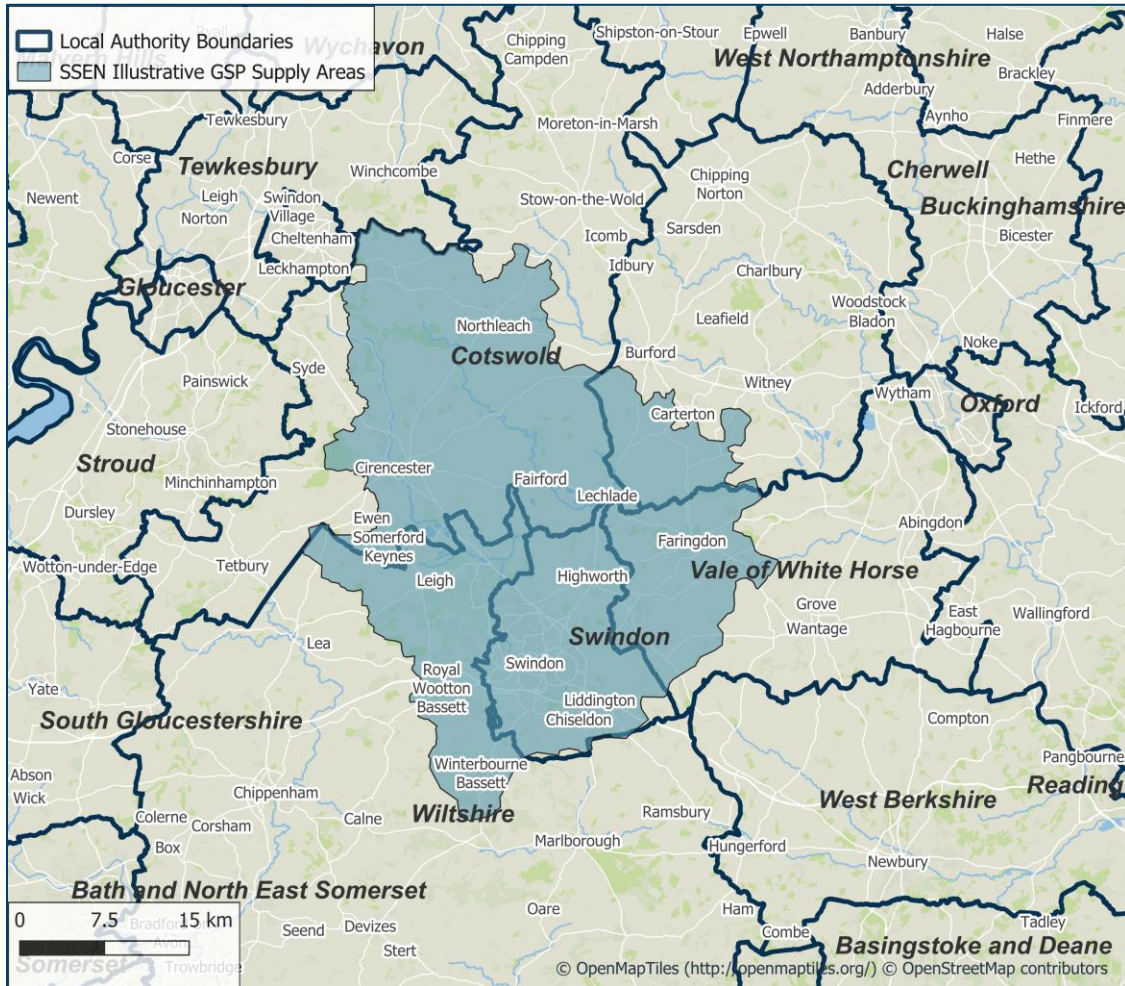 Local Authority Boundaries
SSEN Illustrative GSP Supply Areas
Malvern Hills
Wychavon
Chipping
Campden
Shipston-on-Stour
Epwell
Banbury
Halse
West Northamptonshire
Brackley
Adderbury
Aynho
Finmere
Tewkesbury
Moreton-in-Marsh
Corse
Tewkesbury
Winchcombe
Chipping
Norton
Cherwell
Hethe
Newent
Leigh
Swindon
Village
Norton
Stow-on-the-Wold
Buckinghamshire
Cheltenham
Icomb
Sarsden
Bicester
Leckhampton
Idbury
Charlbury
Gloucester
Woodstock
Bladon
Northleach
Leafield
Noke
Cotswold
Burford
Syde
Painswick
Witney
Wytham
Oxford
Ickford
Carterton
Stonehouse
Stroud
Cirencester
Fairford
Minchinhampton
Lechlade
Dursley
Ewen
Somerford
Keynes
Faringdon
Abingdon
Wotton-under-Edge
Tetbury
Leigh
Highworth
Vale of White Horse
Grove
Wantage
East
Hagbourne
Wallingford
Lea
Swindon
Swindon
Royal
Wootton
Bassett
Yate
Liddington
Chiseldon
South Gloucestershire
Compton
Pangbourne
Winterbourne
Bassett
Abson
Wick
Chippenham
West Berkshire
Reading
Colerne
Corsham
Calne
Wiltshire
Ramsbury
Box
Marlborough
Hungerford
Newbury
Bath and North East Somerset
0 7.5 15 km
Oare
Ham
Tadley
Seend
Devizes
Combe
Avon
Stert
Basingstoke and Deane
Somerset
Trowbridge
© OpenMapTiles (http://openmaptiles.org/) © OpenStreetMap contributors